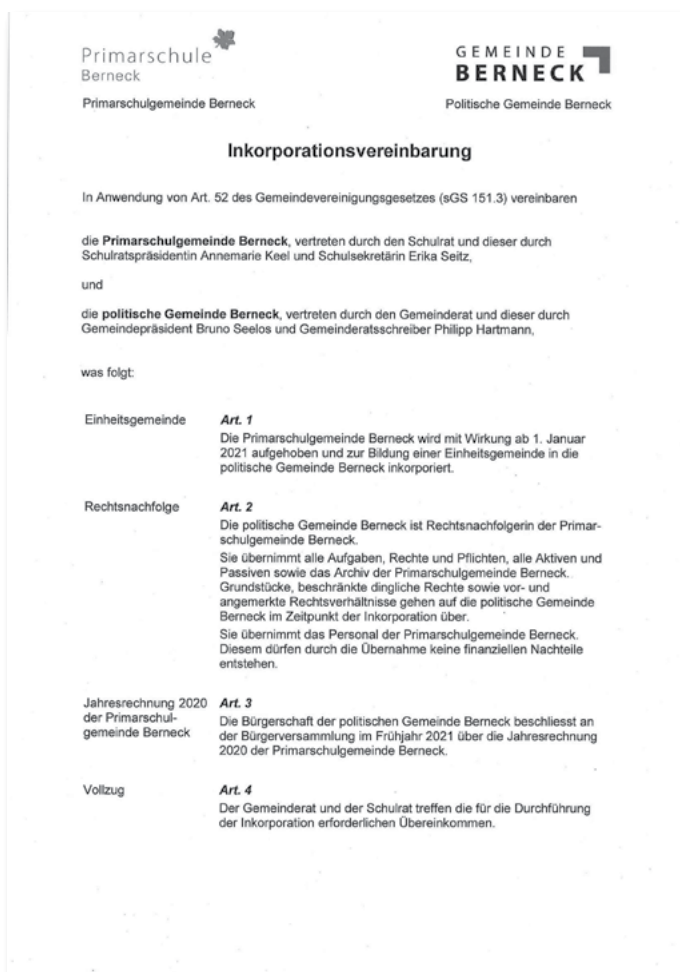 Primarschule
Berneck
GEMEINDE
BERNECK
Primarschulgemeinde Berneck
Politische Gemeinde Berneck
Inkorporationsvereinbarung
In Anwendung von Art. 52 des Gemeindevereinigungsgesetzes (sGS 151.3) vereinbaren
die Primarschulgemeinde Berneck, vertreten durch den Schulrat und dieser durch
Schulratspräsidentin Annemarie Keel und Schulsekretärin Erika Seitz,
und
die politische Gemeinde Berneck, vertreten durch den Gemeinderat und dieser durch
Gemeindepräsident Bruno Seelos und Gemeinderatsschreiber Philipp Hartmann,
was folgt:
Einheitsgemeinde
Art. 1
Die Primarschulgemeinde Berneck wird mit Wirkung ab 1. Januar
2021 aufgehoben und zur Bildung einer Einheitsgemeinde in die
politische Gemeinde Berneck inkorporiert.
Rechtsnachfolge
Art. 2
Die politische Gemeinde Berneck ist Rechtsnachfolgerin der Primar-
schulgemeinde Berneck.
Sie übernimmt alle Aufgaben, Rechte und Pflichten, alle Aktiven und
Passiven sowie das Archiv der Primarschulgemeinde Berneck.
Grundstücke, beschränkte dingliche Rechte sowie vor- und
angemerkte Rechtsverhältnisse gehen auf die politische Gemeinde
Berneck im Zeitpunkt der Inkorporation über.
Sie übernimmt das Personal der Primarschulgemeinde Berneck.
Diesem dürfen durch die Übernahme keine finanziellen Nachteile
entstehen.
Jahresrechnung 2020
der Primarschul-
gemeinde Berneck
Art. 3
Die Bürgerschaft der politischen Gemeinde Berneck beschliesst an
der Bürgerversammlung im Frühjahr 2021 über die Jahresrechnung
2020 der Primarschulgemeinde Berneck.
Vollzug
Art. 4
Der Gemeinderat und der Schulrat treffen die für die Durchführung
der Inkorporation erforderlichen Übereinkommen.